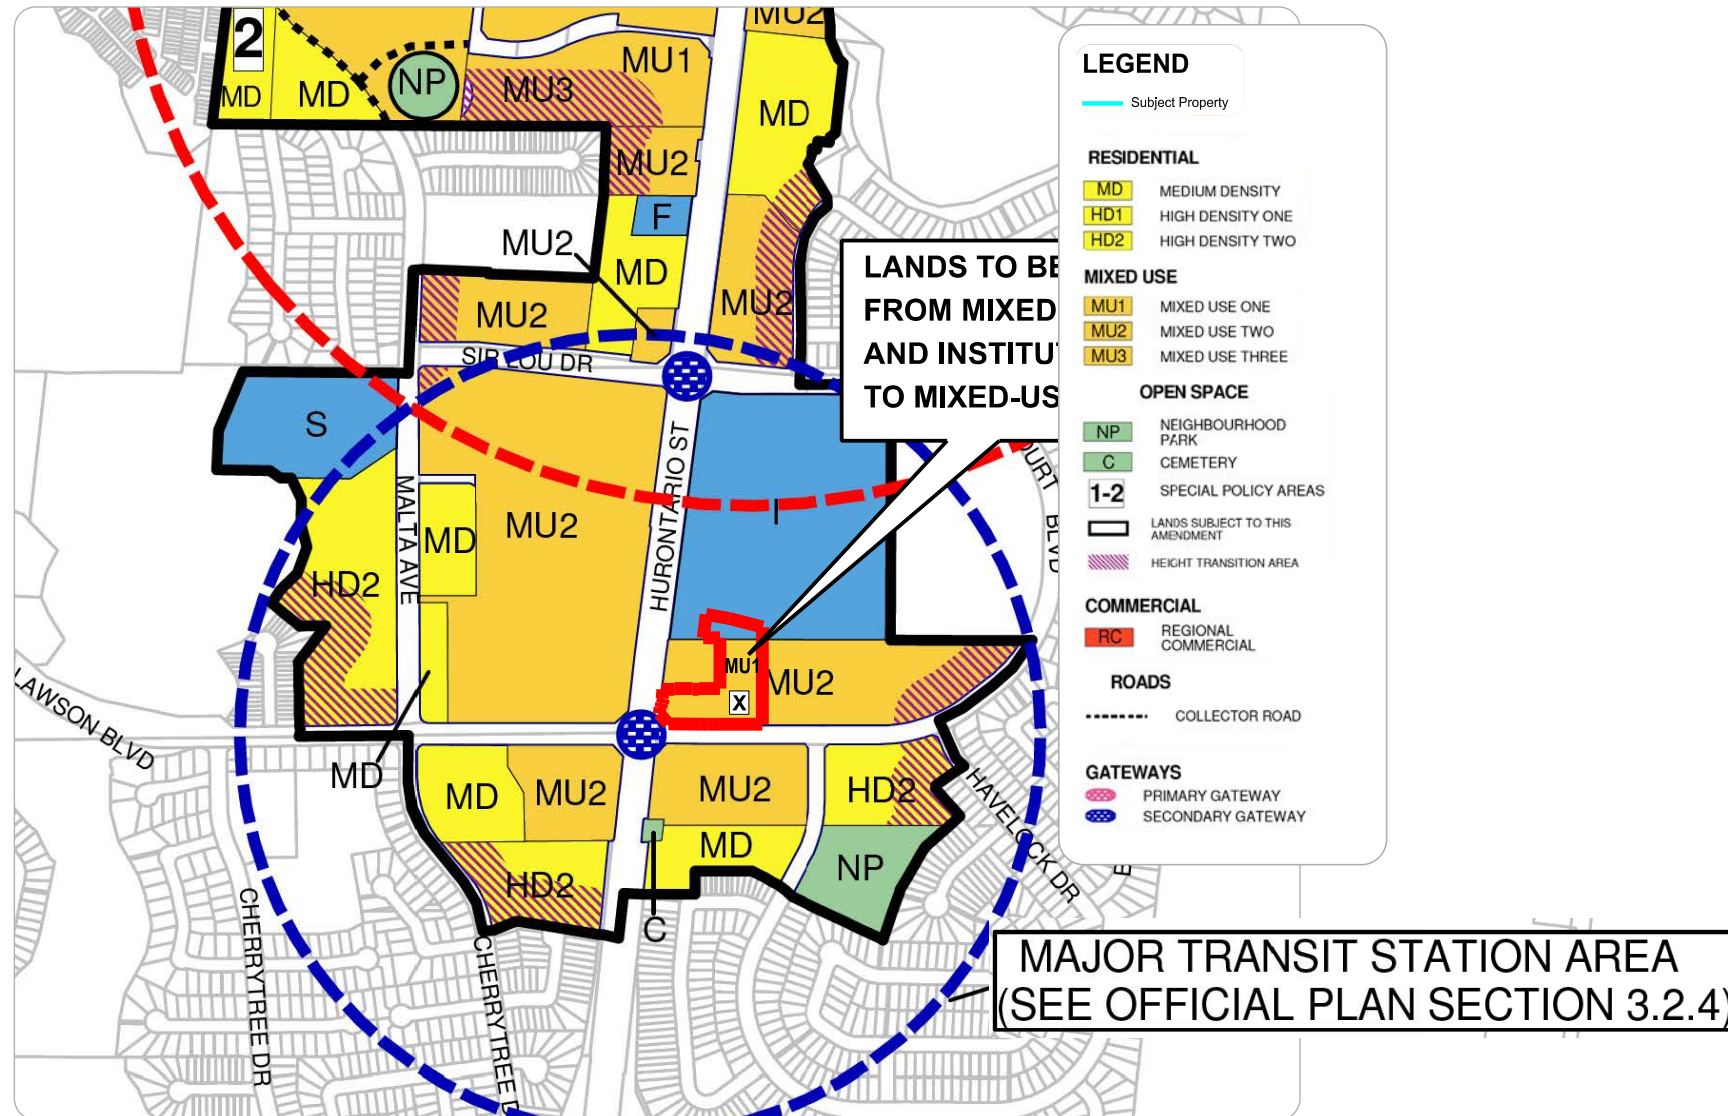 2
MD
MD
NP
MU1
MU3
MU2
MD
MU2
F
MU2
MD
MU2
MU2
SIR LOU DR
S
MALTA AVE
MD
MU2
HURONTARIO ST
I
HD2
MU1
X
MU2
LAWSON BLVD
MD
MD
MU2
MU2
HD2
MD
NP
HD2
C
HAVELOCK DR
CHERRYTREE DR
CHERRYTREE D
URT
BLVD
E
LANDS TO BE
FROM MIXED
AND INSTITU
TO MIXED-US
LEGEND
Subject Property
RESIDENTIAL
MD MEDIUM DENSITY
HD1 HIGH DENSITY ONE
HD2 HIGH DENSITY TWO
MIXED USE
MU1 MIXED USE ONE
MU2 MIXED USE TWO
MU3 MIXED USE THREE
OPEN SPACE
NP NEIGHBOURHOOD
PARK
C CEMETERY
1-2 SPECIAL POLICY AREAS
LANDS SUBJECT TO THIS
AMENDMENT
HEIGHT TRANSITION AREA
COMMERCIAL
RC REGIONAL
COMMERCIAL
ROADS
COLLECTOR ROAD
GATEWAYS
PRIMARY GATEWAY
SECONDARY GATEWAY
MAJOR TRANSIT STATION AREA
(SEE OFFICIAL PLAN SECTION 3.2.4)